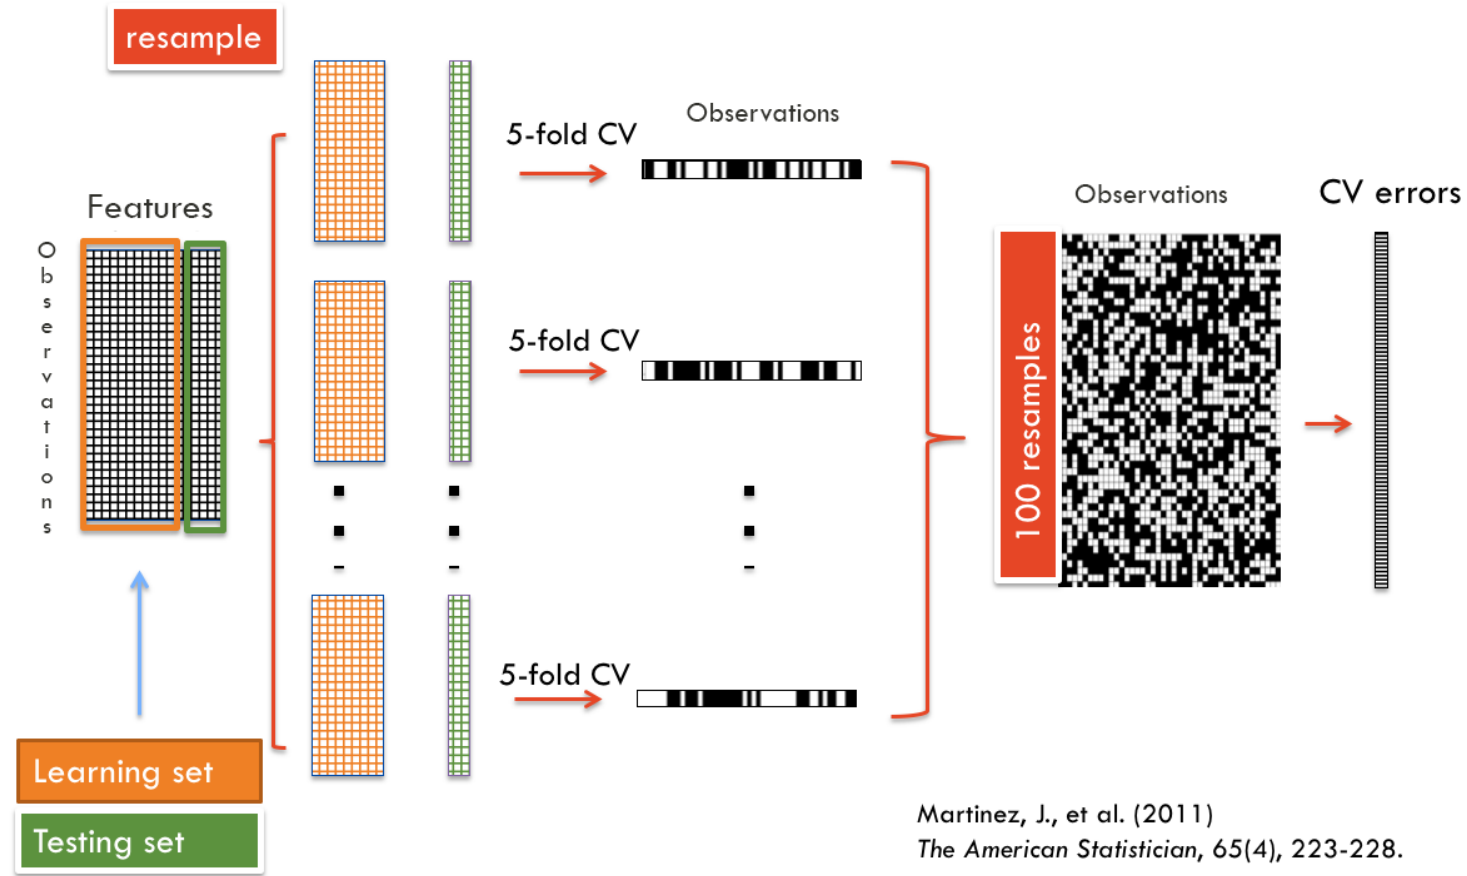 resample
Features
Observations
5-fold CV
Observations
5-fold CV
5-fold CV
100 resamples
Observations
CV errors
Learning set
Testing set
Martinez, J., et al. (2011)
The American Statistician, 65(4), 223-228.